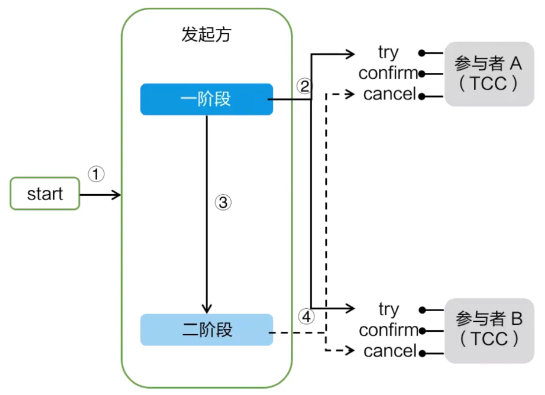 发起方
一阶段
②
try
confirm
cancel
参与者 A
（TCC）
①
start
③
二阶段
④
try
confirm
cancel
参与者 B
（TCC）